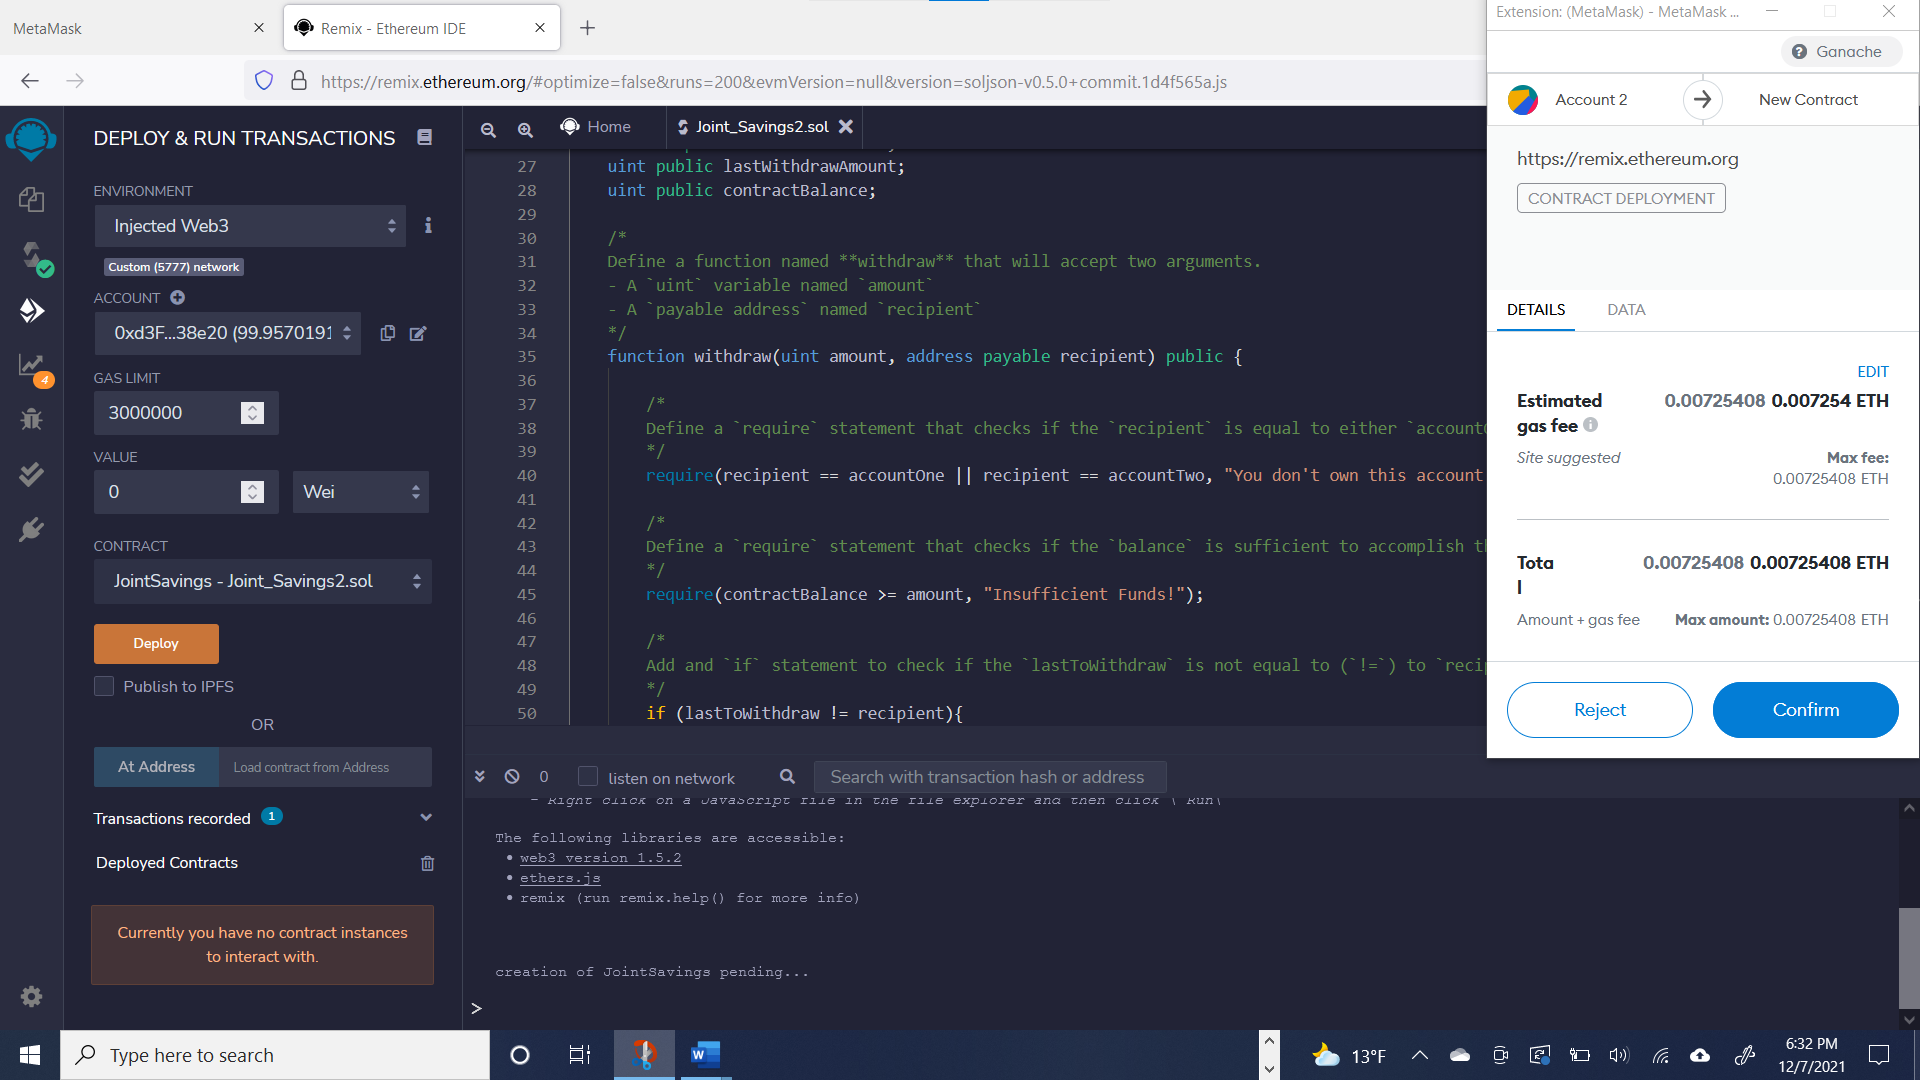 MetaMask
Remix - Ethereum IDE
https://remix.ethereum.org/#optimize=false&runs=200&evmVersion=null&version=soljson-v0.5.0+commit.1d4f565a.js
DEPLOY & RUN TRANSACTIONS
ENVIRONMENT
Injected Web3
Custom (5777) network
ACCOUNT
0xd3F...38e20 (99.9570191
GAS LIMIT
3000000
VALUE
0
Wei
CONTRACT
JointSavings - Joint_Savings2.sol
Deploy
Publish to IPFS
OR
At Address
Load contract from Address
Transactions recorded 1
Deployed Contracts
Currently you have no contract instances
to interact with.
4
Home
Joint_Savings2.sol
27 uint public lastWithdrawAmount;
28 uint public contractBalance;
29
30 /*
31 Define a function named **withdraw** that will accept two arguments.
32 - A `uint` variable named `amount`
33 - A `payable address` named `recipient`
34 */
35 function withdraw(uint amount, address payable recipient) public {
36
37 /*
38 Define a `require` statement that checks if the `recipient` is equal to either `account
39 */
40 require(recipient == accountOne || recipient == accountTwo, "You don't own this account
41
42 /*
43 Define a `require` statement that checks if the `balance` is sufficient to accomplish th
44 */
45 require(contractBalance >= amount, "Insufficient Funds!");
46
47 /*
48 Add and `if` statement to check if the `lastToWithdraw` is not equal to (`!=`) to `recip
49 */
50 if (lastToWithdraw != recipient){
0
listen on network
Search with transaction hash or address
- Right click on a JavaScript file in the file explorer and then click \`Run\
The following libraries are accessible:
• web3 version 1.5.2
• ethers.js
• remix (run remix.help() for more info)
creation of JointSavings pending...
>
Extension: (MetaMask) - MetaMask ...
Ganache
Account 2
New Contract
https://remix.ethereum.org
CONTRACT DEPLOYMENT
DETAILS
DATA
EDIT
Estimated
gas fee
0.00725408 0.007254 ETH
Site suggested
Max fee:
0.00725408 ETH
Tota
l
0.00725408 0.00725408 ETH
Amount + gas fee
Max amount: 0.00725408 ETH
Reject
Confirm
Type here to search
13°F
6:32 PM
12/7/2021